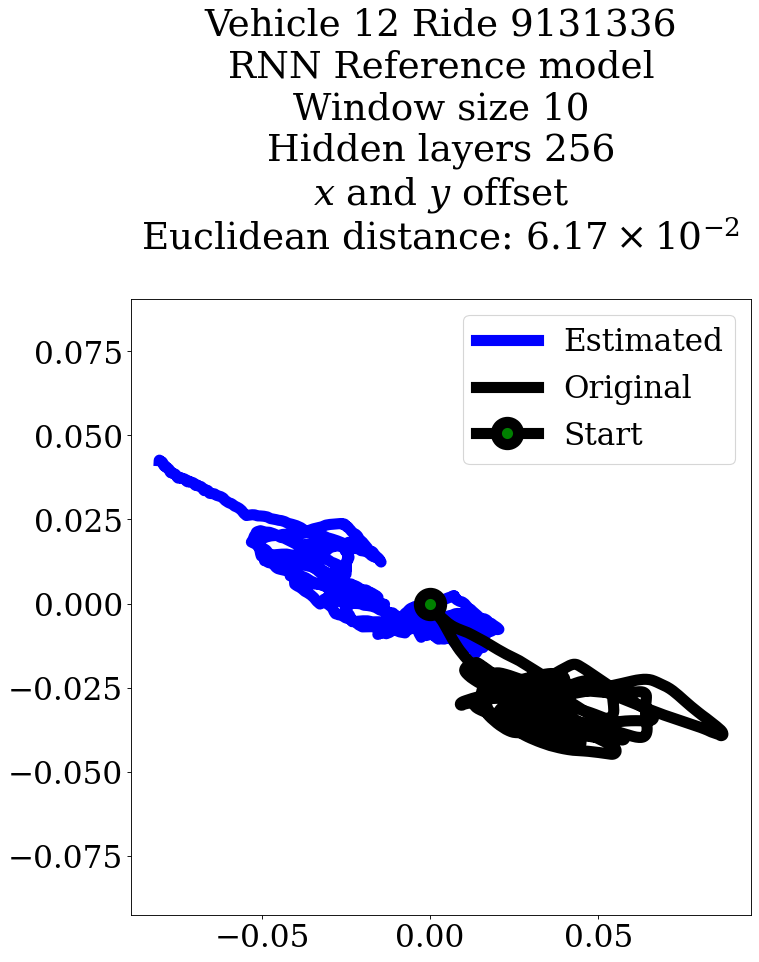 Vehicle 12 Ride 9131336
RNN Reference model
Window size 10
Hidden layers 256
x and y offset
Euclidean distance: 6.17 × 10⁻²
Estimated
Original
Start
0.075
0.050
0.025
0.000
−0.025
−0.050
−0.075
−0.05 0.00 0.05